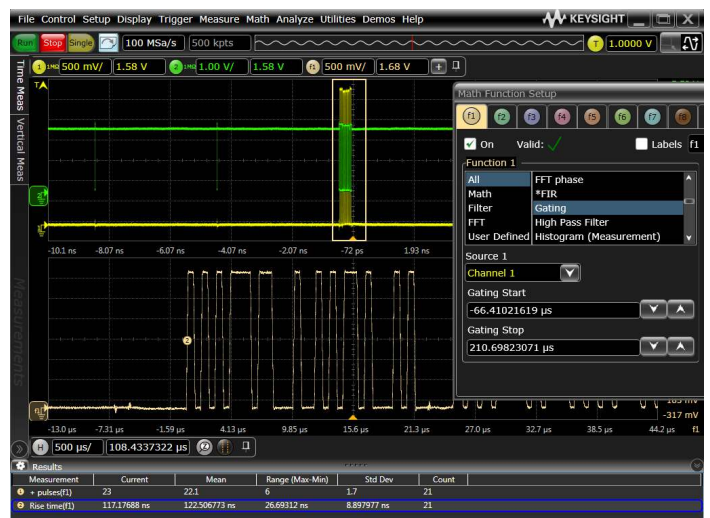 File Control Setup Display Trigger Measure Math Analyze Utilities Demos Help
KEYSIGHT
Run Stop Single 100 MSa/s 500 kpts T 1.0000 V
1 1MΩ 500 mV/ 1.58 V 2 1MΩ 1.00 V/ 1.58 V f1 500 mV/ 1.68 V +
Time Meas
Vertical Meas
Measurements
T
-10.1 ns -8.07 ns -6.07 ns -4.07 ns -2.07 ns -72 ps 1.93 ns
2
-317 mV
-13.0 µs -7.31 µs -1.59 µs 4.13 µs 9.85 µs 15.6 µs 21.3 µs 27.0 µs 32.7 µs 38.5 µs 44.2 µs f1
Math Function Setup
f1 f2 f3 f4 f5 f6 f7 f8
On Valid: Labels f1
Function 1
All FFT phase
Math *FIR
Filter Gating
FFT High Pass Filter
User Defined Histogram (Measurement)
Source 1
Channel 1
Gating Start
-66.41021619 µs
Gating Stop
210.69823071 µs
H 500 µs/ 108.4337322 µs
Results
Measurement Current Mean Range (Max-Min) Std Dev Count
1 + pulses(f1) 23 22.1 6 1.7 21
2 Rise time(f1) 117.17688 ns 122.506773 ns 26.69312 ns 8.897977 ns 21